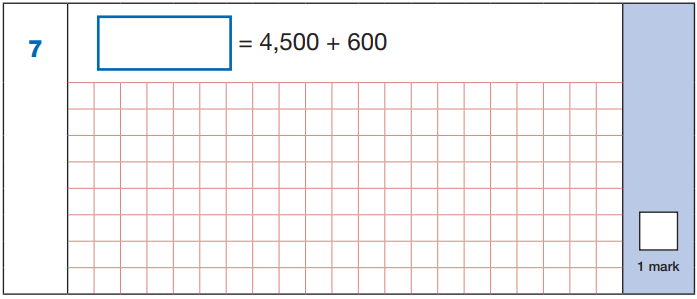 7
= 4,500 + 600
1 mark